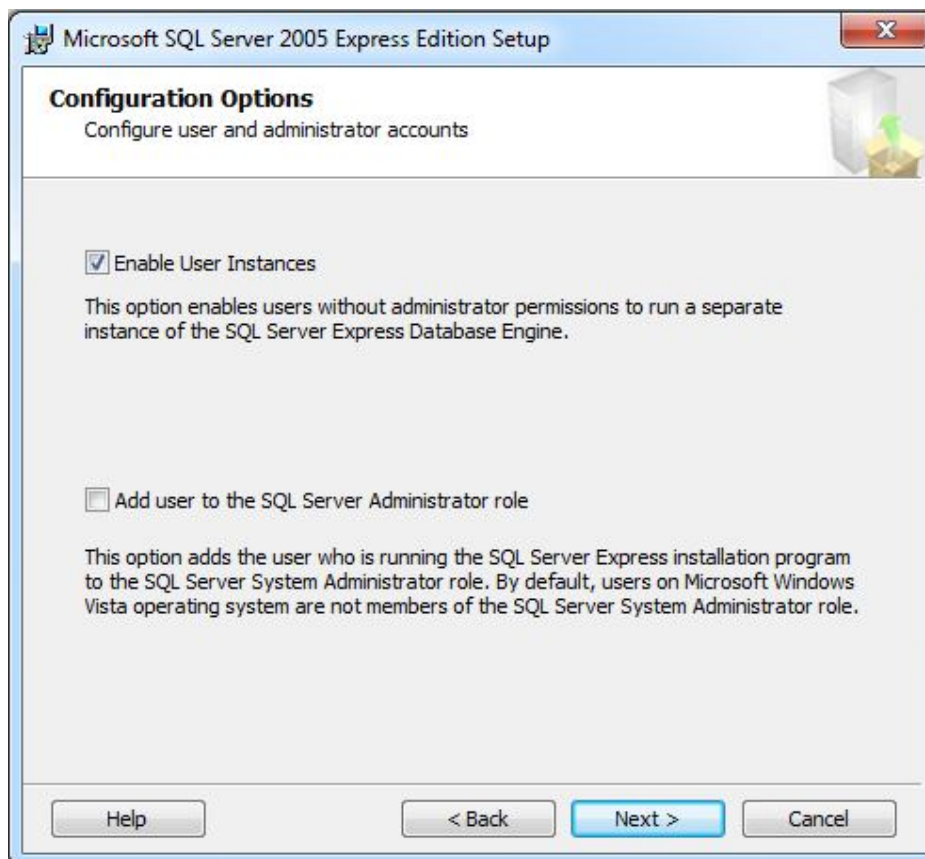 Microsoft SQL Server 2005 Express Edition Setup
Configuration Options
Configure user and administrator accounts
Enable User Instances
This option enables users without administrator permissions to run a separate
instance of the SQL Server Express Database Engine.
Add user to the SQL Server Administrator role
This option adds the user who is running the SQL Server Express installation program
to the SQL Server System Administrator role. By default, users on Microsoft Windows
Vista operating system are not members of the SQL Server System Administrator role.
Help
< Back
Next >
Cancel